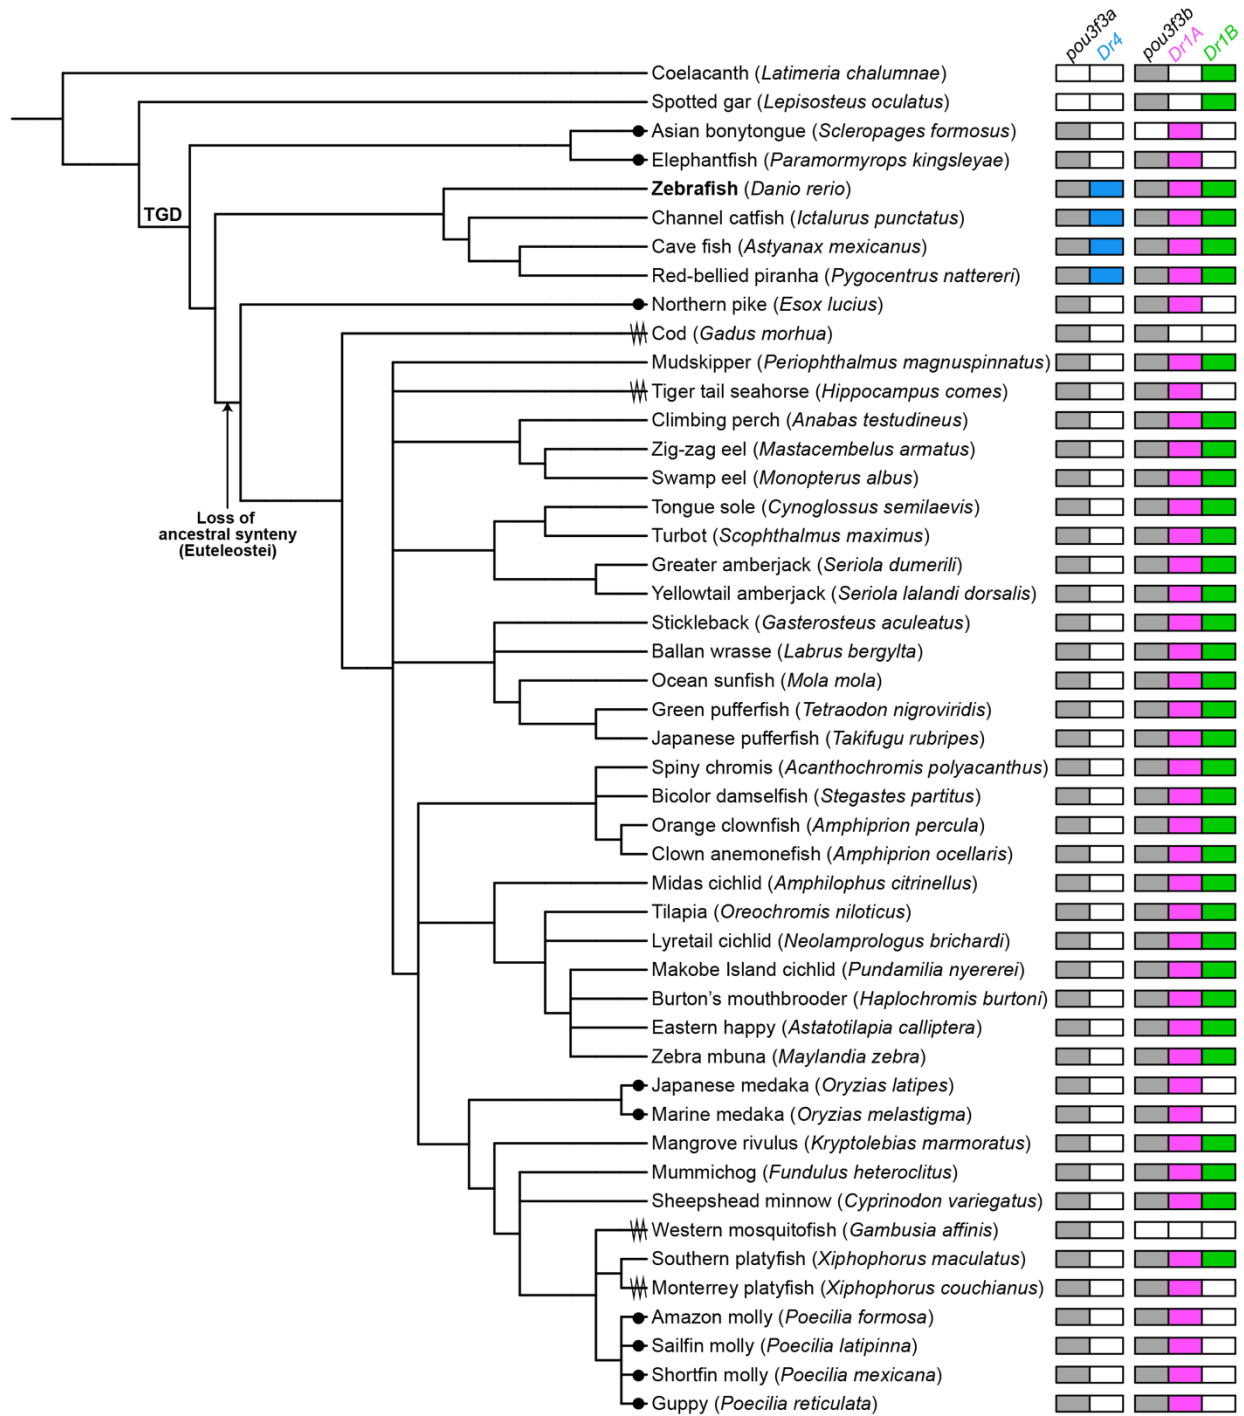 pou3f3a Dr4 pou3f3b Dr1A Dr1B
Coelacanth (Latimeria chalumnae)
Spotted gar (Lepisosteus oculatus)
Asian bonytongue (Scleropages formosus)
Elephantfish (Paramormyrops kingsleyae)
Zebrafish (Danio rerio)
TGD
Channel catfish (Ictalurus punctatus)
Cave fish (Astyanax mexicanus)
Red-bellied piranha (Pygocentrus nattereri)
Northern pike (Esox lucius)
Cod (Gadus morhua)
Mudskipper (Periophthalmus magnuspinnatus)
Tiger tail seahorse (Hippocampus comes)
Climbing perch (Anabas testudineus)
Zig-zag eel (Mastacembelus armatus)
Swamp eel (Monopterus albus)
Tongue sole (Cynoglossus semilaevis)
Loss of
ancestral synteny
(Euteleostei)
Turbot (Scophthalmus maximus)
Greater amberjack (Seriola dumerili)
Yellowtail amberjack (Seriola lalandi dorsalis)
Stickleback (Gasterosteus aculeatus)
Ballan wrasse (Labrus bergylta)
Ocean sunfish (Mola mola)
Green pufferfish (Tetraodon nigroviridis)
Japanese pufferfish (Takifugu rubripes)
Spiny chromis (Acanthochromis polyacanthus)
Bicolor damselfish (Stegastes partitus)
Orange clownfish (Amphiprion percula)
Clown anemonefish (Amphiprion ocellaris)
Midas cichlid (Amphilophus citrinellus)
Tilapia (Oreochromis niloticus)
Lyretail cichlid (Neolamprologus brichardi)
Makobe Island cichlid (Pundamilia nyererei)
Burton's mouthbrooder (Haplochromis burtoni)
Eastern happy (Astatotilapia calliptera)
Zebra mbuna (Maylandia zebra)
Japanese medaka (Oryzias latipes)
Marine medaka (Oryzias melastigma)
Mangrove rivulus (Kryptolebias marmoratus)
Mummichog (Fundulus heteroclitus)
Sheepshead minnow (Cyprinodon variegatus)
Western mosquitofish (Gambusia affinis)
Southern platyfish (Xiphophorus maculatus)
Monterrey platyfish (Xiphophorus couchianus)
Amazon molly (Poecilia formosa)
Sailfin molly (Poecilia latipinna)
Shortfin molly (Poecilia mexicana)
Guppy (Poecilia reticulata)